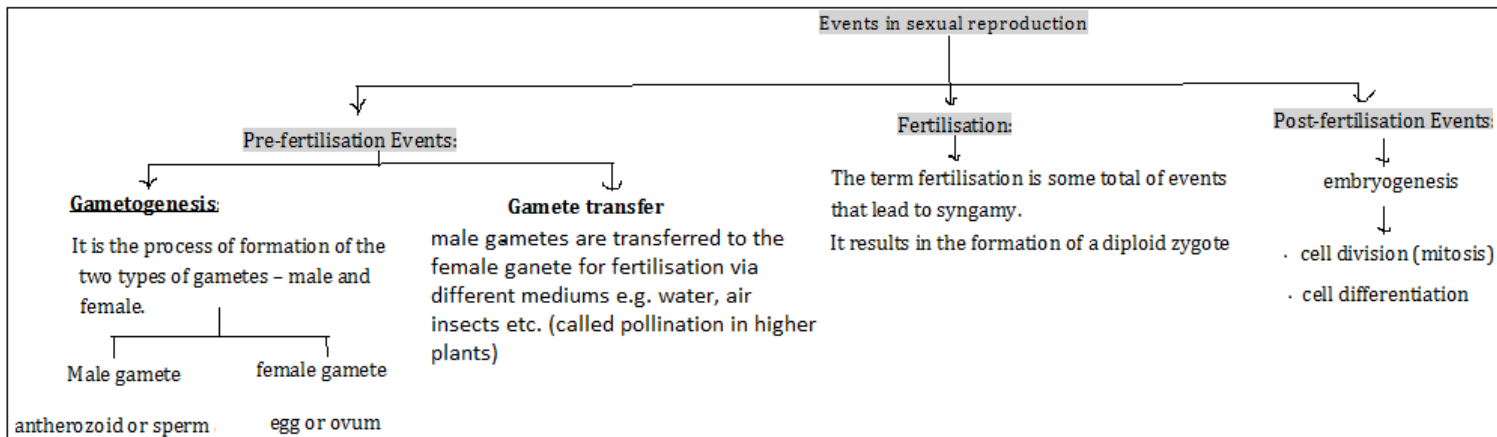 Events in sexual reproduction
Pre-fertilisation Events:
Gametogenesis:
It is the process of formation of the
two types of gametes – male and
female.
Male gamete
female gamete
antherozoid or sperm
egg or ovum
Gamete transfer
male gametes are transferred to the
female ganete for fertilisation via
different mediums e.g. water, air
insects etc. (called pollination in higher
plants)
Fertilisation:
The term fertilisation is some total of events
that lead to syngamy.
It results in the formation of a diploid zygote
Post-fertilisation Events:
embryogenesis
· cell division (mitosis)
· cell differentiation